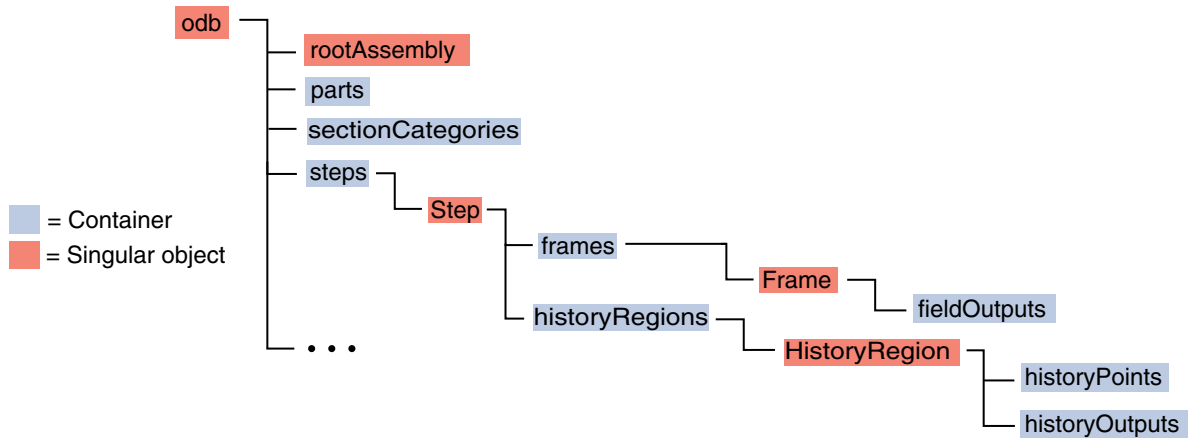 odb
rootAssembly
parts
sectionCategories
steps
Step
frames
Frame
fieldOutputs
historyRegions
HistoryRegion
historyPoints
historyOutputs
• • •
= Container
= Singular object